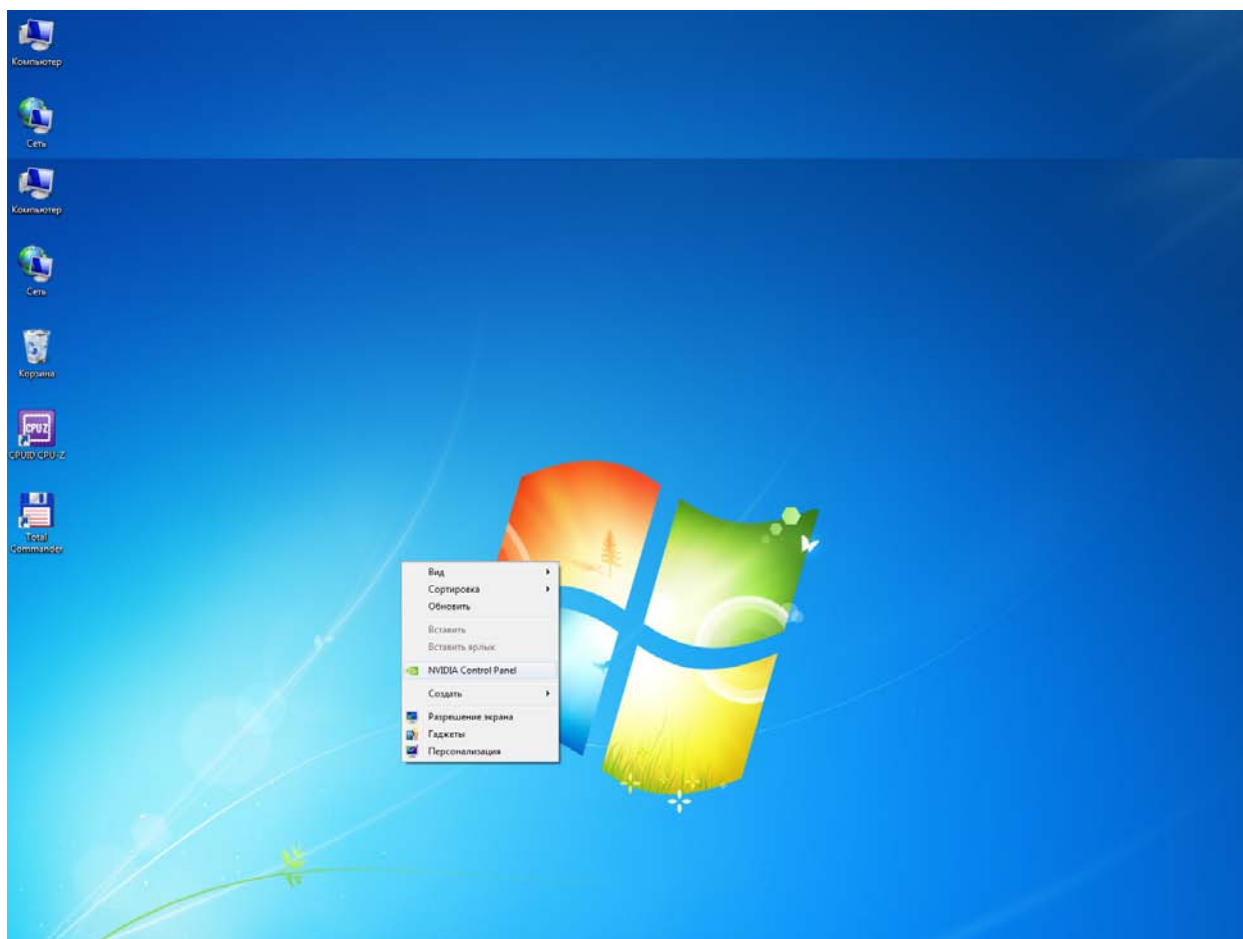 Компьютер
Сеть
Компьютер
Сеть
Корзина
CPUZ
CPUID CPU-Z
Total
Commander
Вид
Сортировка
Обновить
Вставить
Вставить ярлык
NVIDIA Control Panel
Создать
Разрешение экрана
Гаджеты
Персонализация